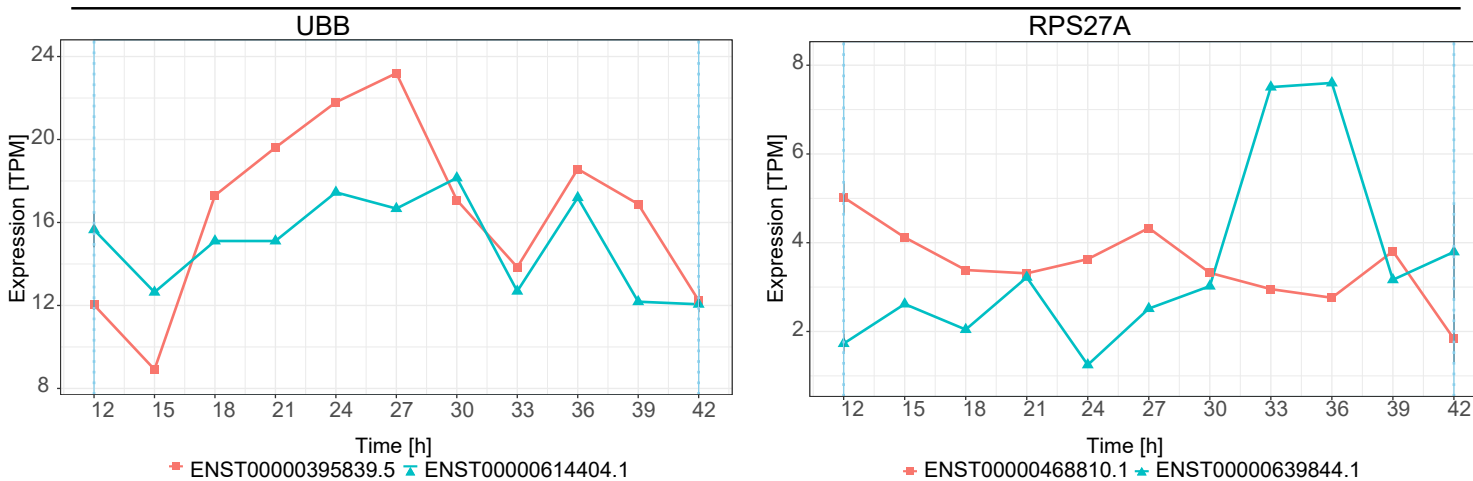 UBB
Expression [TPM]
24
20
16
12
8
12 15 18 21 24 27 30 33 36 39 42
Time [h]
ENST00000395839.5 ENST00000614404.1
RPS27A
Expression [TPM]
8
6
4
2
12 15 18 21 24 27 30 33 36 39 42
Time [h]
ENST00000468810.1 ENST00000639844.1